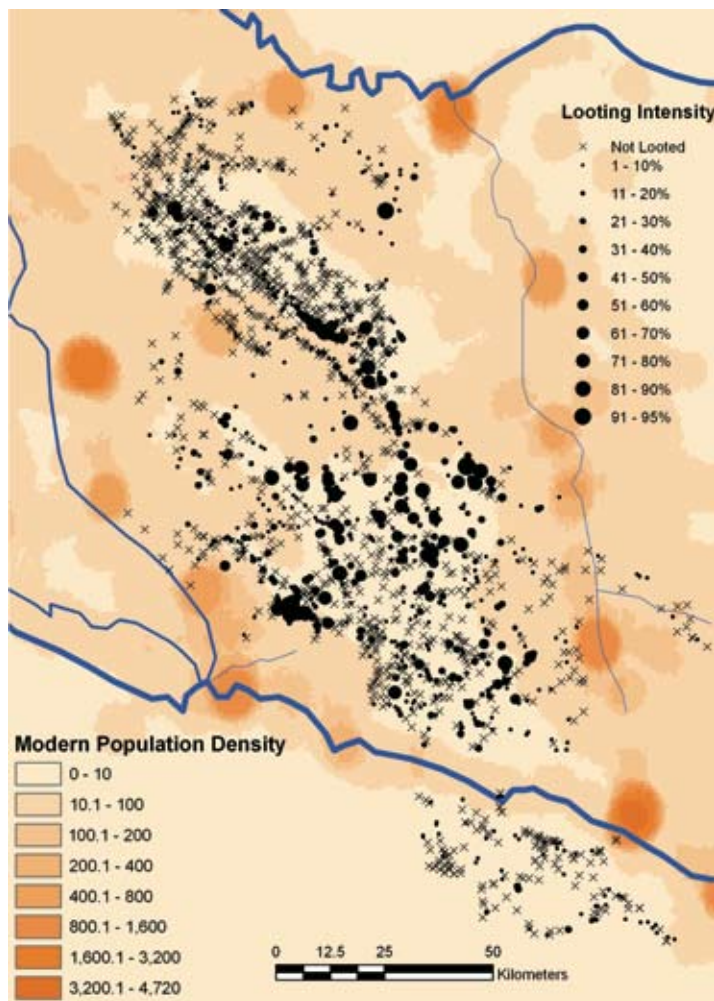 Looting Intensity
Not Looted
1 - 10%
11 - 20%
21 - 30%
31 - 40%
41 - 50%
51 - 60%
61 - 70%
71 - 80%
81 - 90%
91 - 95%
Modern Population Density
0 - 10
10.1 - 100
100.1 - 200
200.1 - 400
400.1 - 800
800.1 - 1,600
1,600.1 - 3,200
3,200.1 - 4,720
0 12.5 25 50
Kilometers